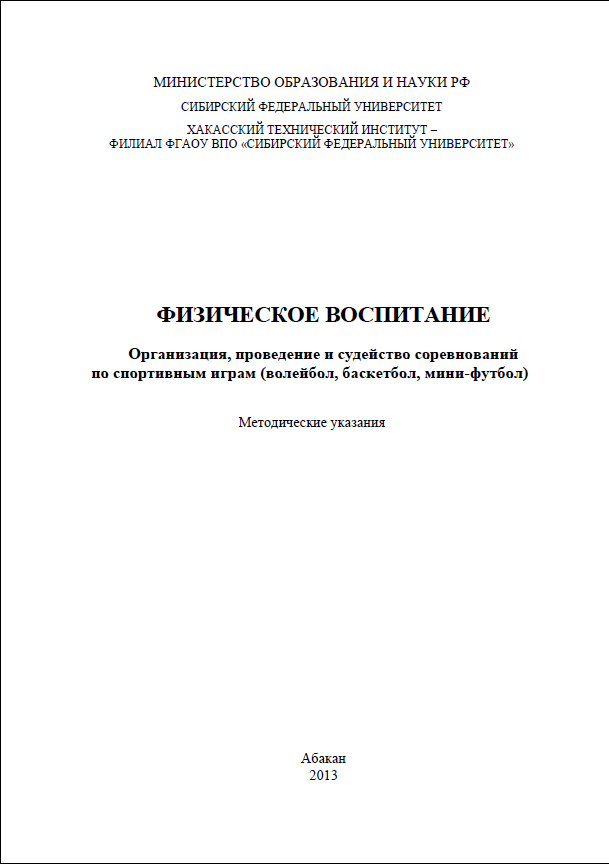 МИНИСТЕРСТВО ОБРАЗОВАНИЯ И НАУКИ РФ
СИБИРСКИЙ ФЕДЕРАЛЬНЫЙ УНИВЕРСИТЕТ
ХАКАССКИЙ ТЕХНИЧЕСКИЙ ИНСТИТУТ –
ФИЛИАЛ ФГАОУ ВПО «СИБИРСКИЙ ФЕДЕРАЛЬНЫЙ УНИВЕРСИТЕТ»
ФИЗИЧЕСКОЕ ВОСПИТАНИЕ
Организация, проведение и судейство соревнований
по спортивным играм (волейбол, баскетбол, мини-футбол)
Методические указания
Абакан
2013